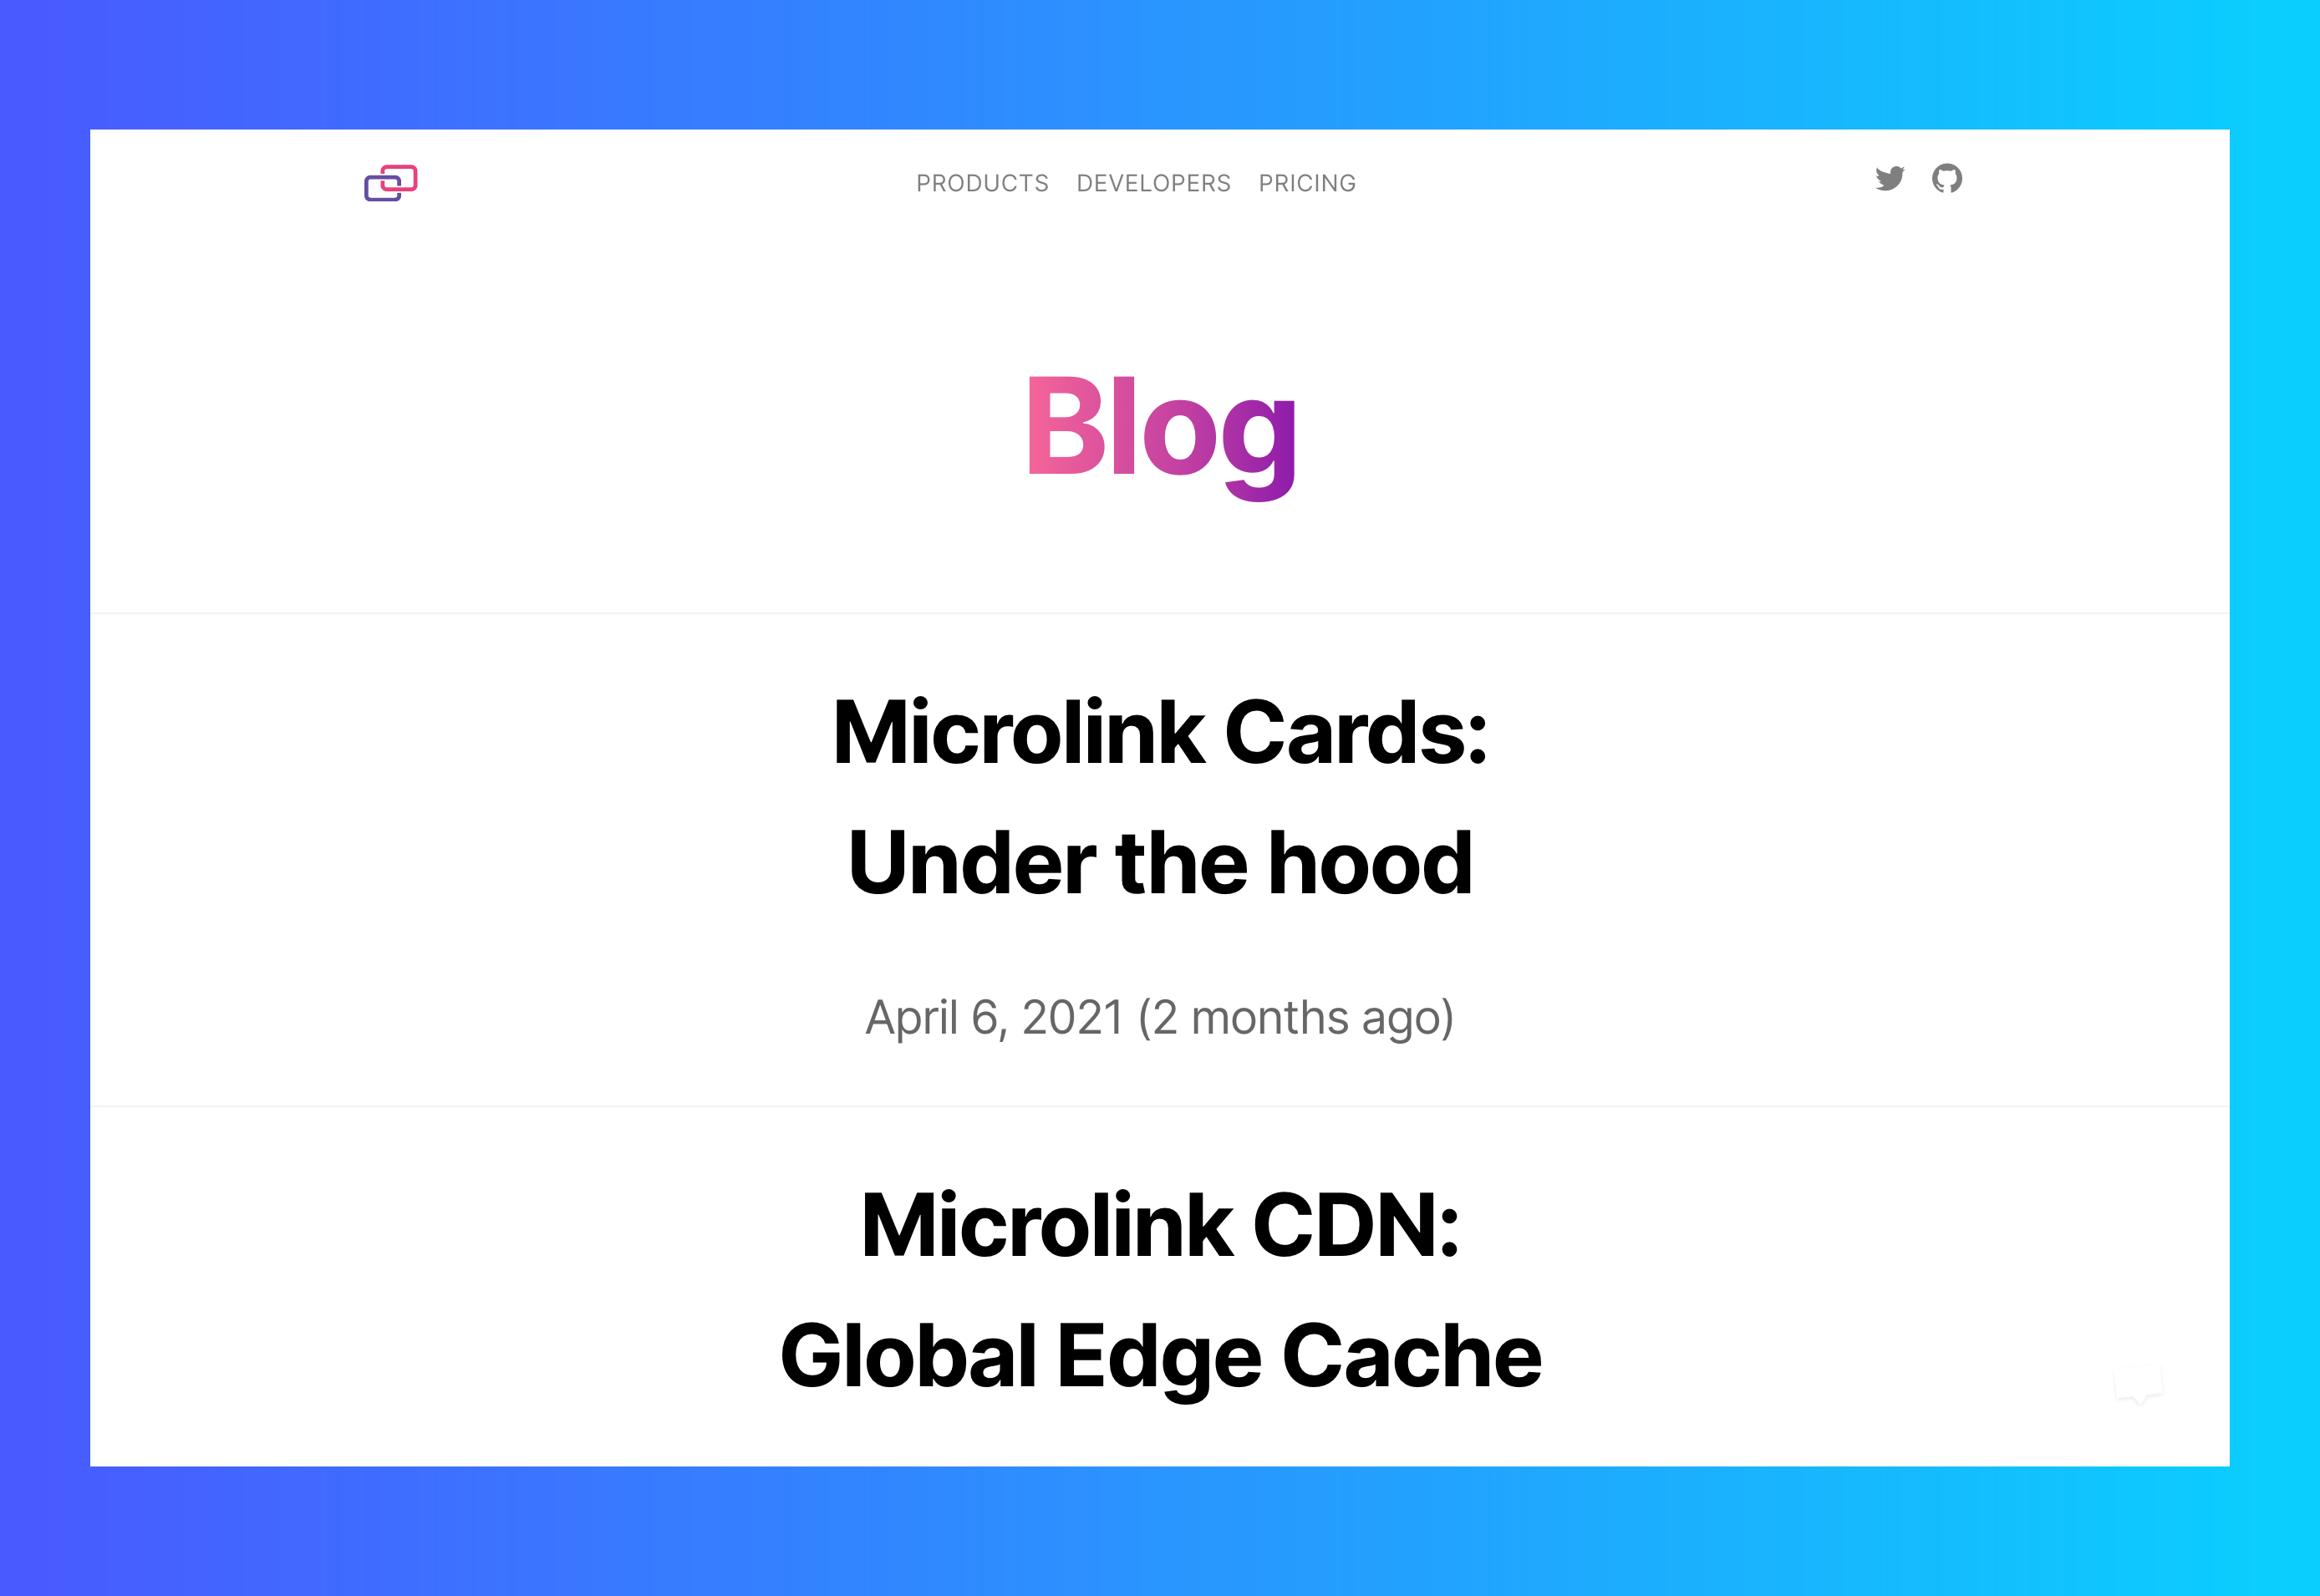 PRODUCTS DEVELOPERS PRICING
Blog
Microlink Cards:
Under the hood
April 6, 2021 (2 months ago)
Microlink CDN:
Global Edge Cache